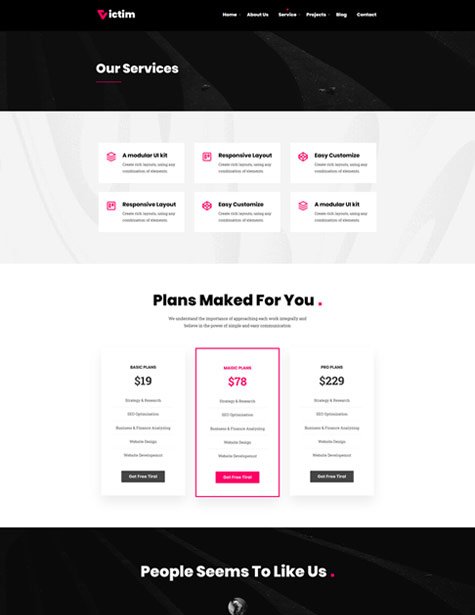 Victim
Home About Us Service Projects Blog Contact
Our Services
A modular UI kit
Create rich layouts, using any
combination of elements
Responsive Layout
Create rich layouts, using any
combination of elements
Easy Customize
Create rich layouts, using any
combination of elements
Responsive Layout
Create rich layouts, using any
combination of elements
Easy Customize
Create rich layouts, using any
combination of elements
A modular UI kit
Create rich layouts, using any
combination of elements
Plans Maked For You .
We understand the importance of approaching each work integrally and
believe in the power of simple and easy communication
BASIC PLANS
$19
Strategy & Research
SEO Optimization
Business & Finance Analysing
Website Design
Website Development
Get Free Tiral
MAGIC PLANS
$78
Strategy & Research
SEO Optimization
Business & Finance Analysing
Website Design
Website Development
Get Free Tiral
PRO PLANS
$229
Strategy & Research
SEO Optimization
Business & Finance Analysing
Website Design
Website Development
Get Free Tiral
People Seems To Like Us .